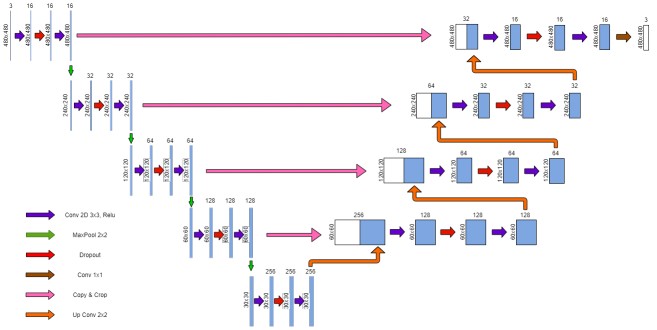 3 16 16 16 32 16 16 16 3
480x480 480x480 480x480 480x480 480x480 480x480 480x480 480x480 480x480
32 32 32 64 32 32 32
240x240 240x240 240x240 240x240 240x240 240x240 240x240 240x240
64 64 64 128 64 64 64
120x120 120x120 120x120 120x120 120x120 120x120 120x120 120x120
128 128 128 256 128 128 128
60x60 60x60 60x60 60x60 60x60 60x60 60x60 60x60
256 256 256
30x30 30x30 30x30 30x30
Conv 2D 3x3, Relu
MaxPool 2x2
Dropout
Conv 1x1
Copy & Crop
Up Conv 2x2